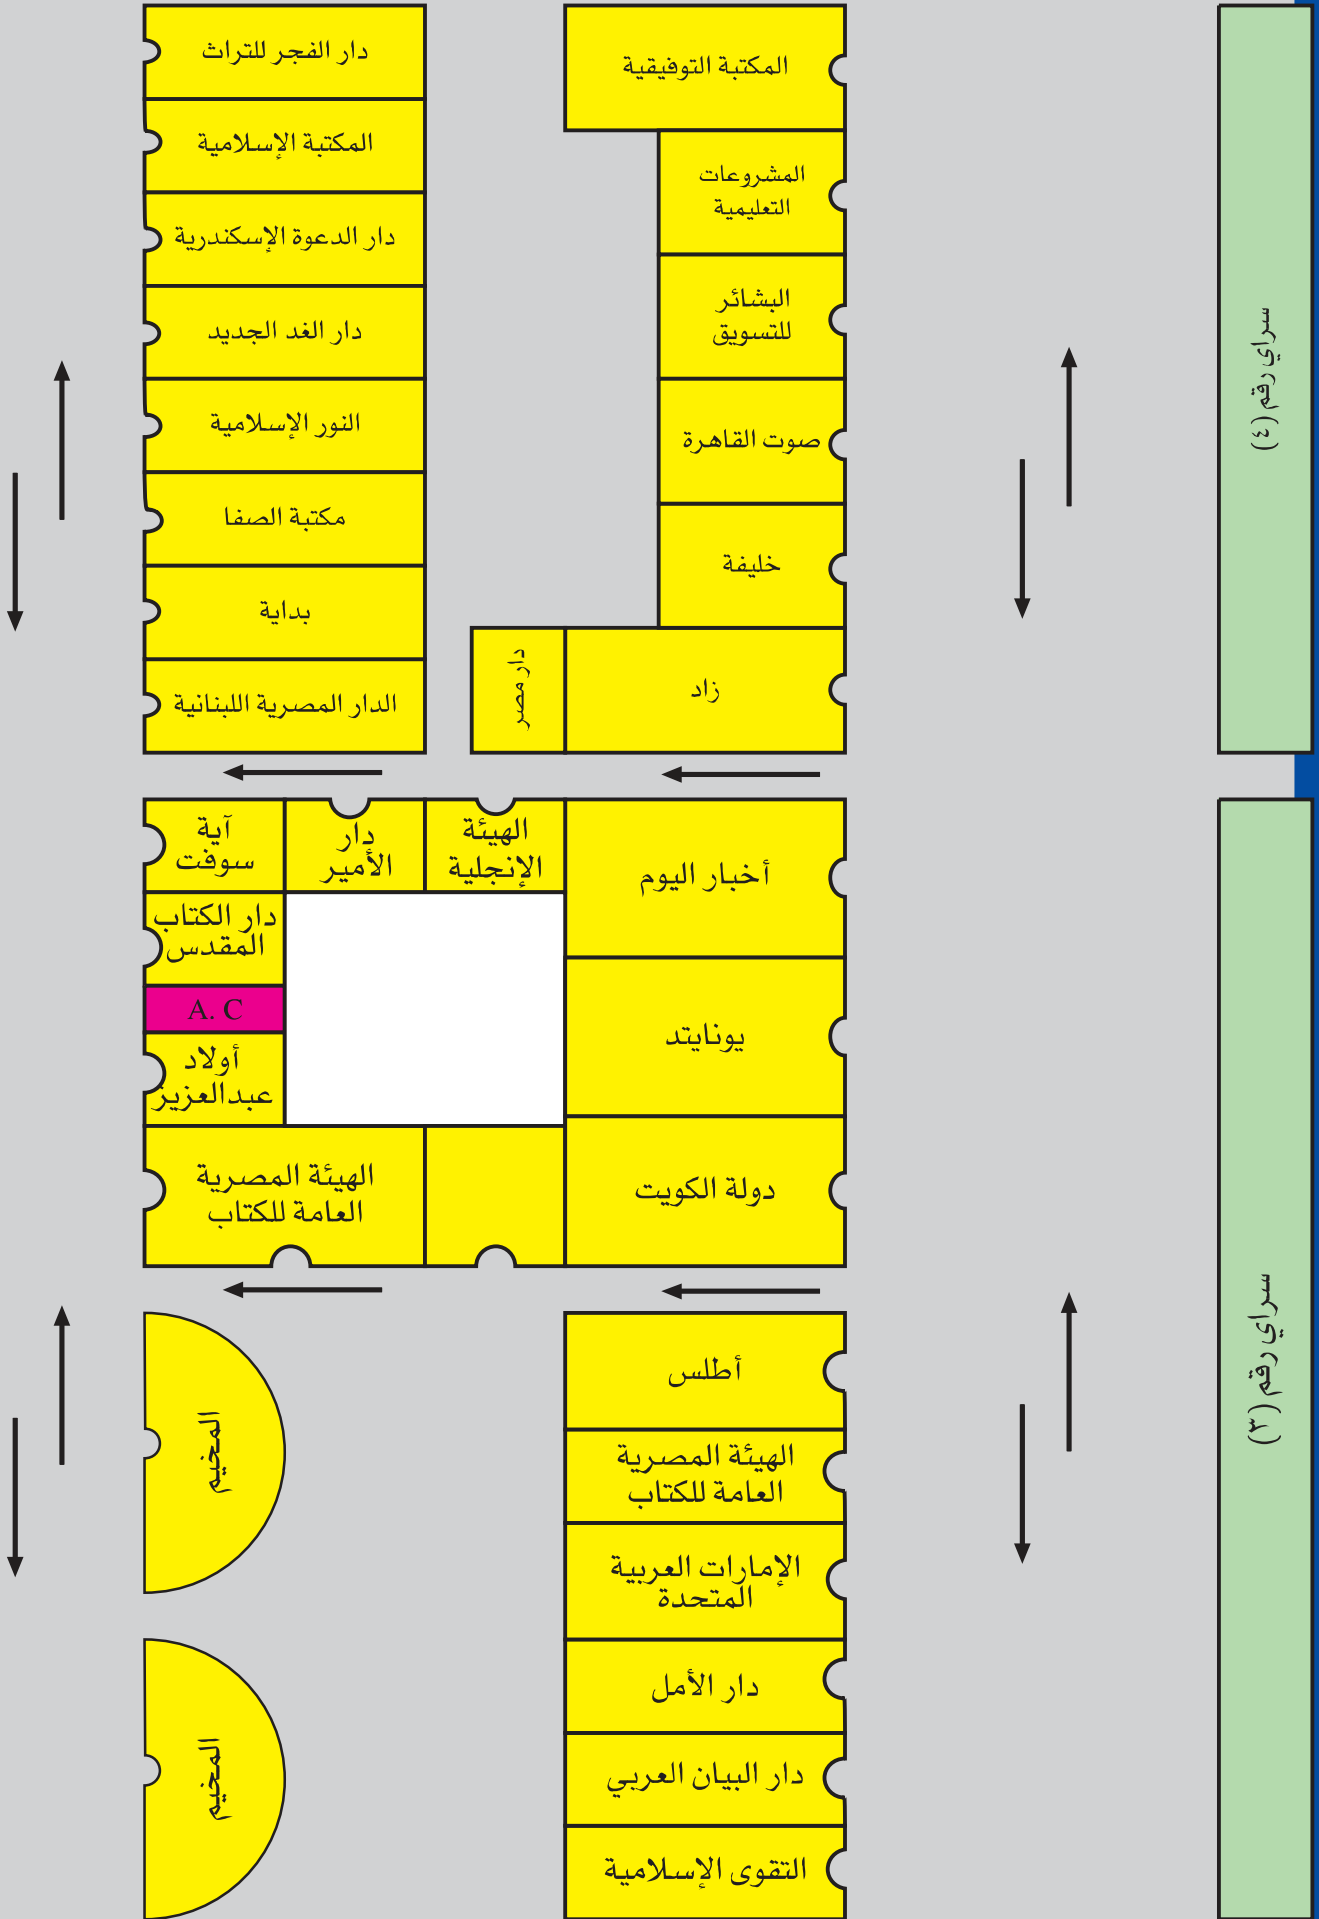 المكتبة التوفيقية
المشروعات
التعليمية
البشائر
للتسويق
صوت القاهرة
خليفة
زاد
دار مصر
دار الفجر للتراث
المكتبة الإسلامية
دار الدعوة الإسكندرية
دار الغد الجديد
النور الإسلامية
مكتبة الصفا
بداية
الدار المصرية اللبنانية
سراي رقم (٤)
أخبار اليوم
يونايتد
دولة الكويت
الهيئة
الإنجلية
دار
الأمير
آية
سوفت
دار الكتاب
المقدس
A. C
أولاد
عبدالعزيز
الهيئة المصرية
العامة للكتاب
سراي رقم (٣)
أطلس
الهيئة المصرية
العامة للكتاب
الإمارات العربية
المتحدة
دار الأمل
دار البيان العربي
التقوى الإسلامية
المخيم
المخيم